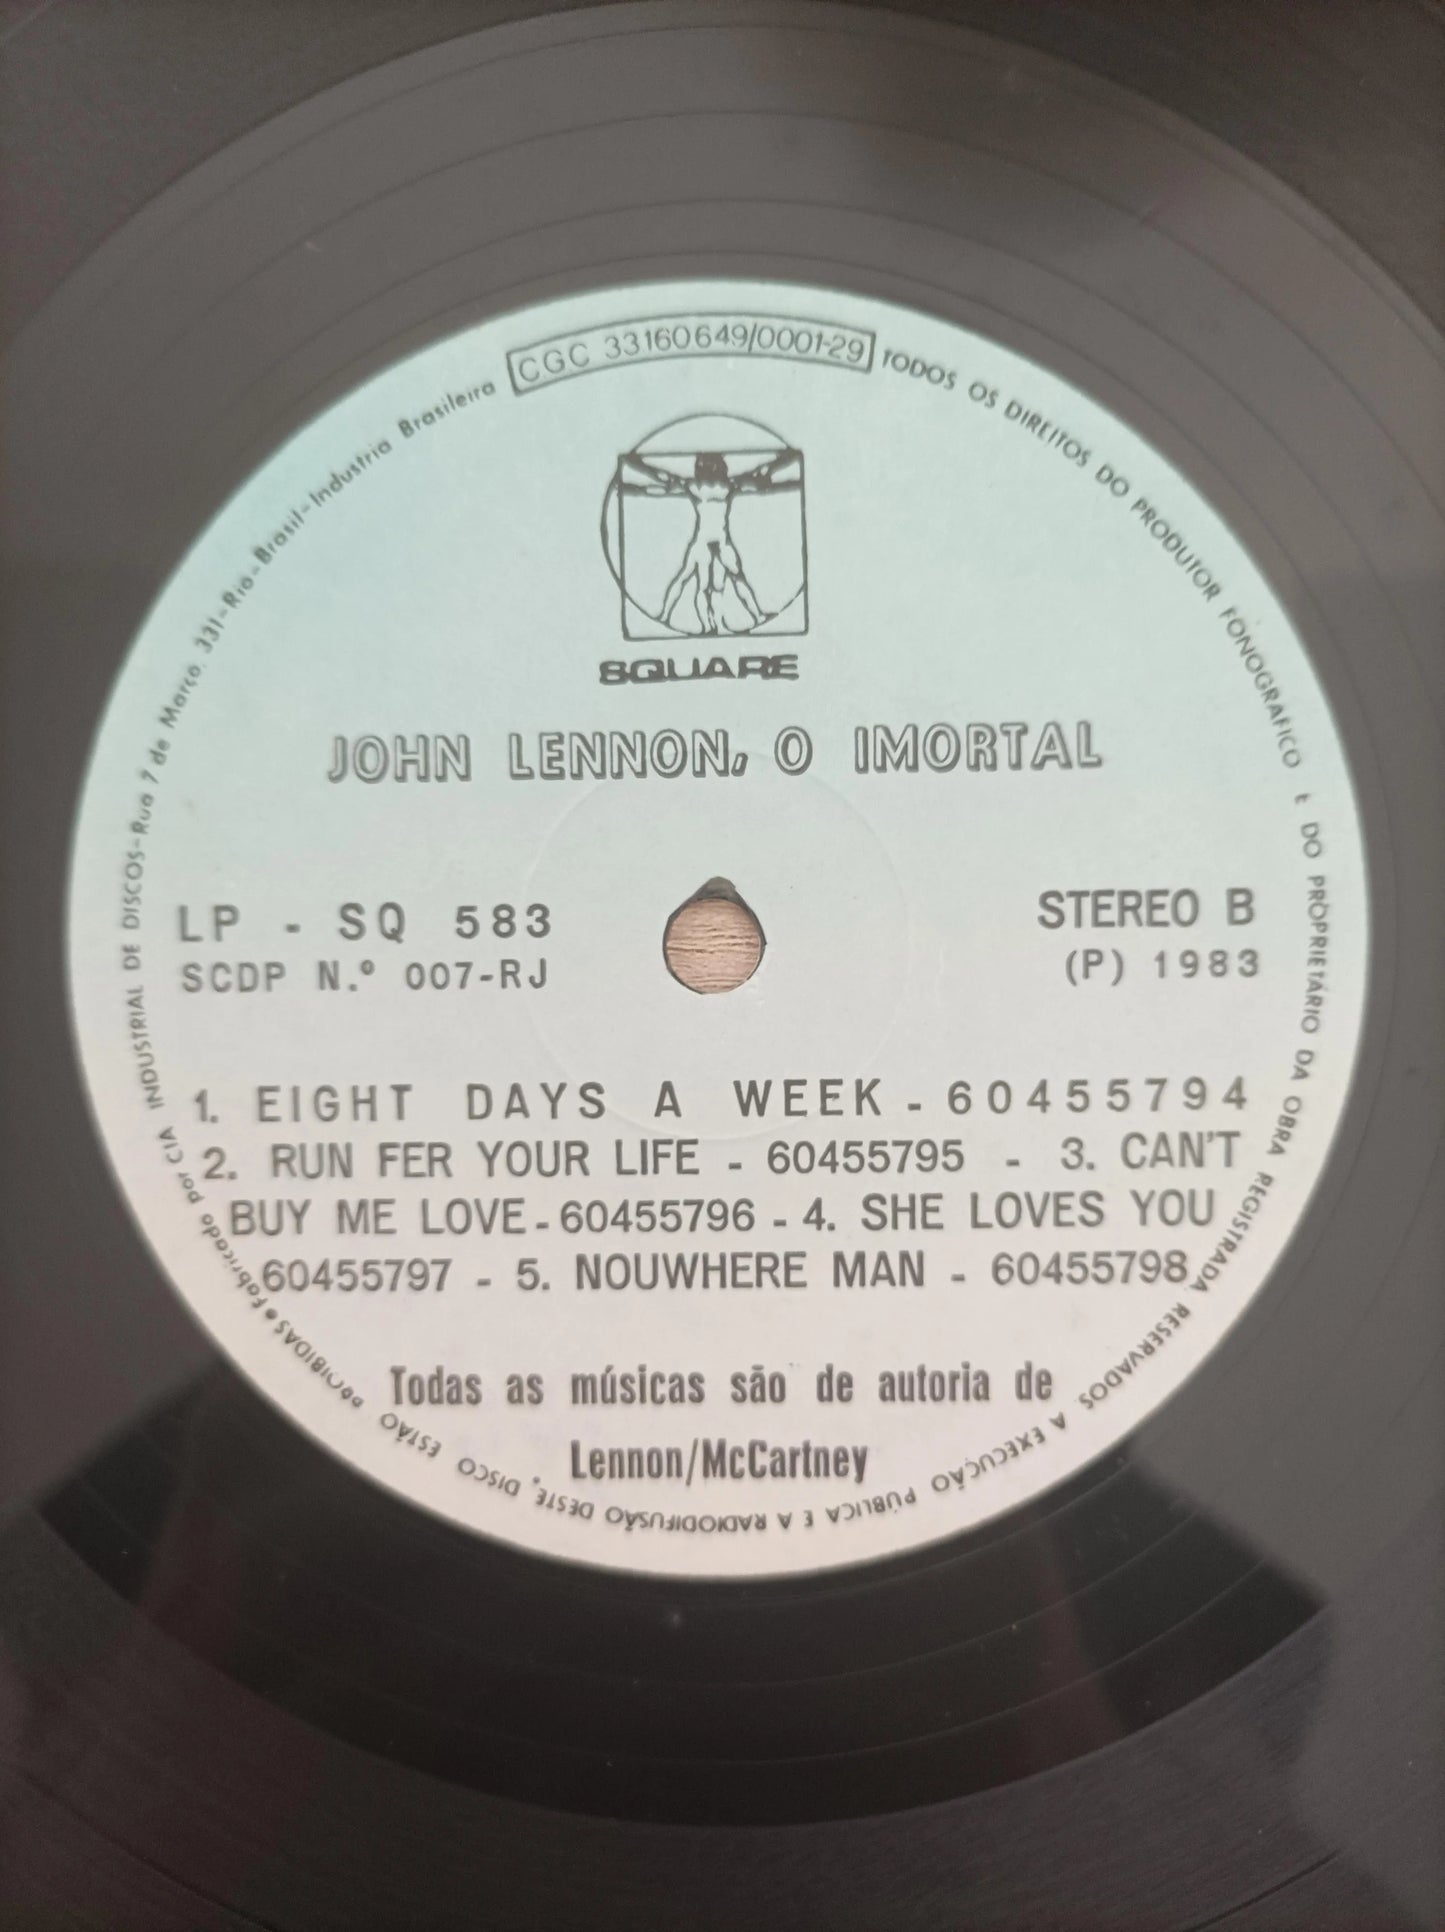 CGC 33160649/0001-29
TODOS OS DIREITOS DO PRODUTOR FONOGRAFICO E DO PROPRIETÁRIO DA OBRA REGISTRADA RESERVADOS. A EXECUÇÃO PÚBLICA E A RADIODIFUSÃO DESTE, DISCO ESTÃO PROIBIDAS • Fabricado por CIA INDUSTRIAL DE DISCOS-Rua 7 de Março. 331-Rio-Brasil-Industria Brasileira
SQUARE
JOHN LENNON, O IMORTAL
LP - SQ 583
STEREO B
SCDP N.º 007-RJ
(P) 1983
1. EIGHT DAYS A WEEK - 60455794
2. RUN FER YOUR LIFE - 60455795 - 3. CAN'T
BUY ME LOVE - 60455796 - 4. SHE LOVES YOU
60455797 - 5. NOUWHERE MAN - 60455798
Todas as músicas são de autoria de
Lennon/McCartney